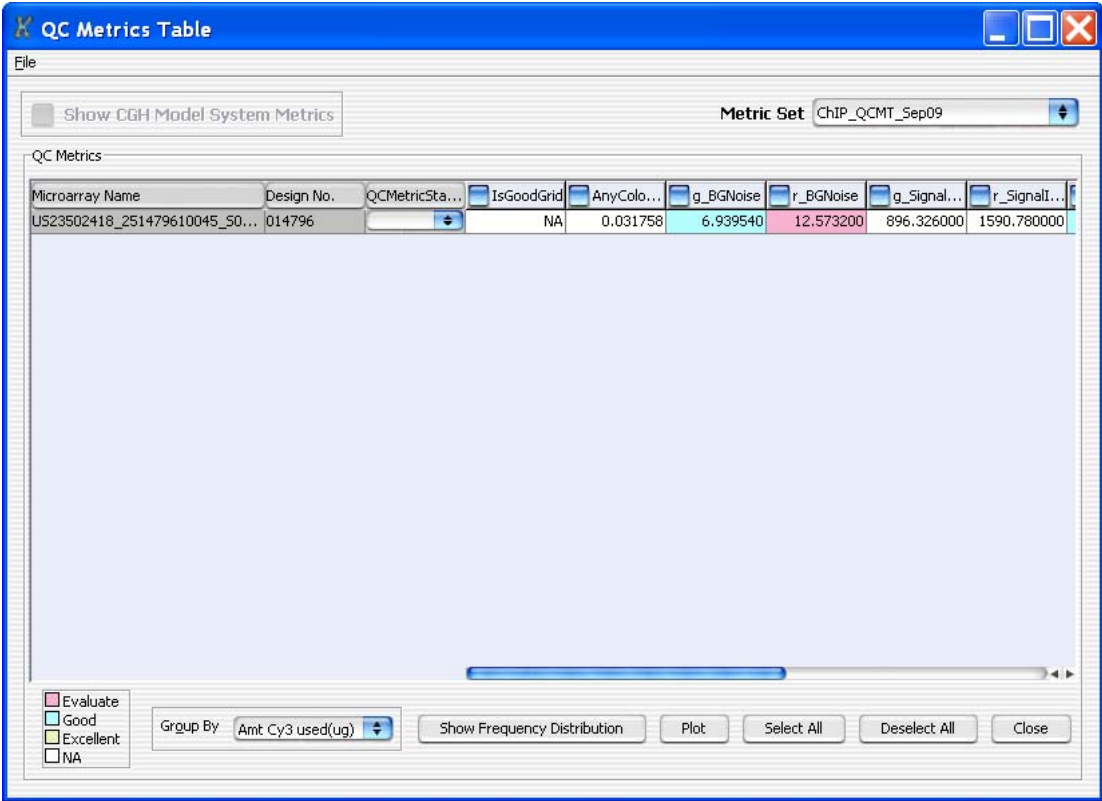 QC Metrics Table
File
Show CGH Model System Metrics
Metric Set ChIP_QCMT_Sep09
QC Metrics
Microarray Name Design No. QCMetricSta... IsGoodGrid AnyColo... g_BGNoise r_BGNoise g_Signal... r_SignalI...
US23502418_251479610045_S0... 014796 NA 0.031758 6.939540 12.573200 896.326000 1590.780000
Evaluate
Good
Excellent
NA
Group By Amt Cy3 used(ug) Show Frequency Distribution Plot Select All Deselect All Close